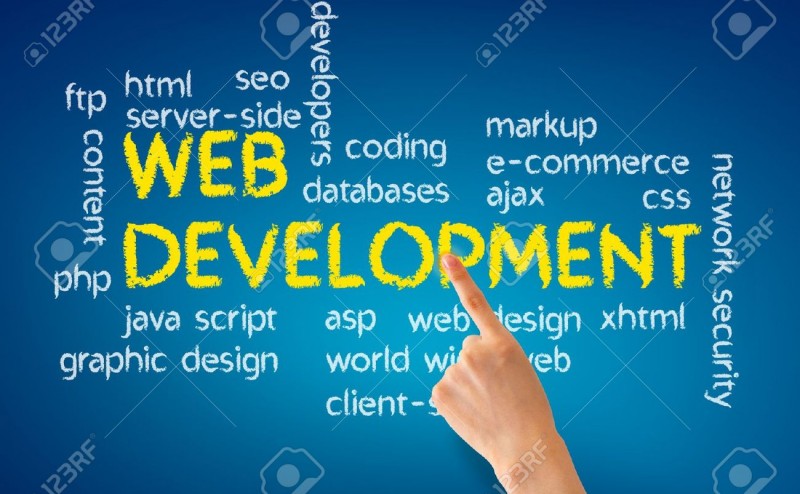 developers
html
seo
ftp
server-side
WEB
coding
markup
content
databases
e-commerce
ajax
css
network security
DEVELOPMENT
php
java script
asp
web design
xhtml
graphic design
world wi web
client-s
123RF